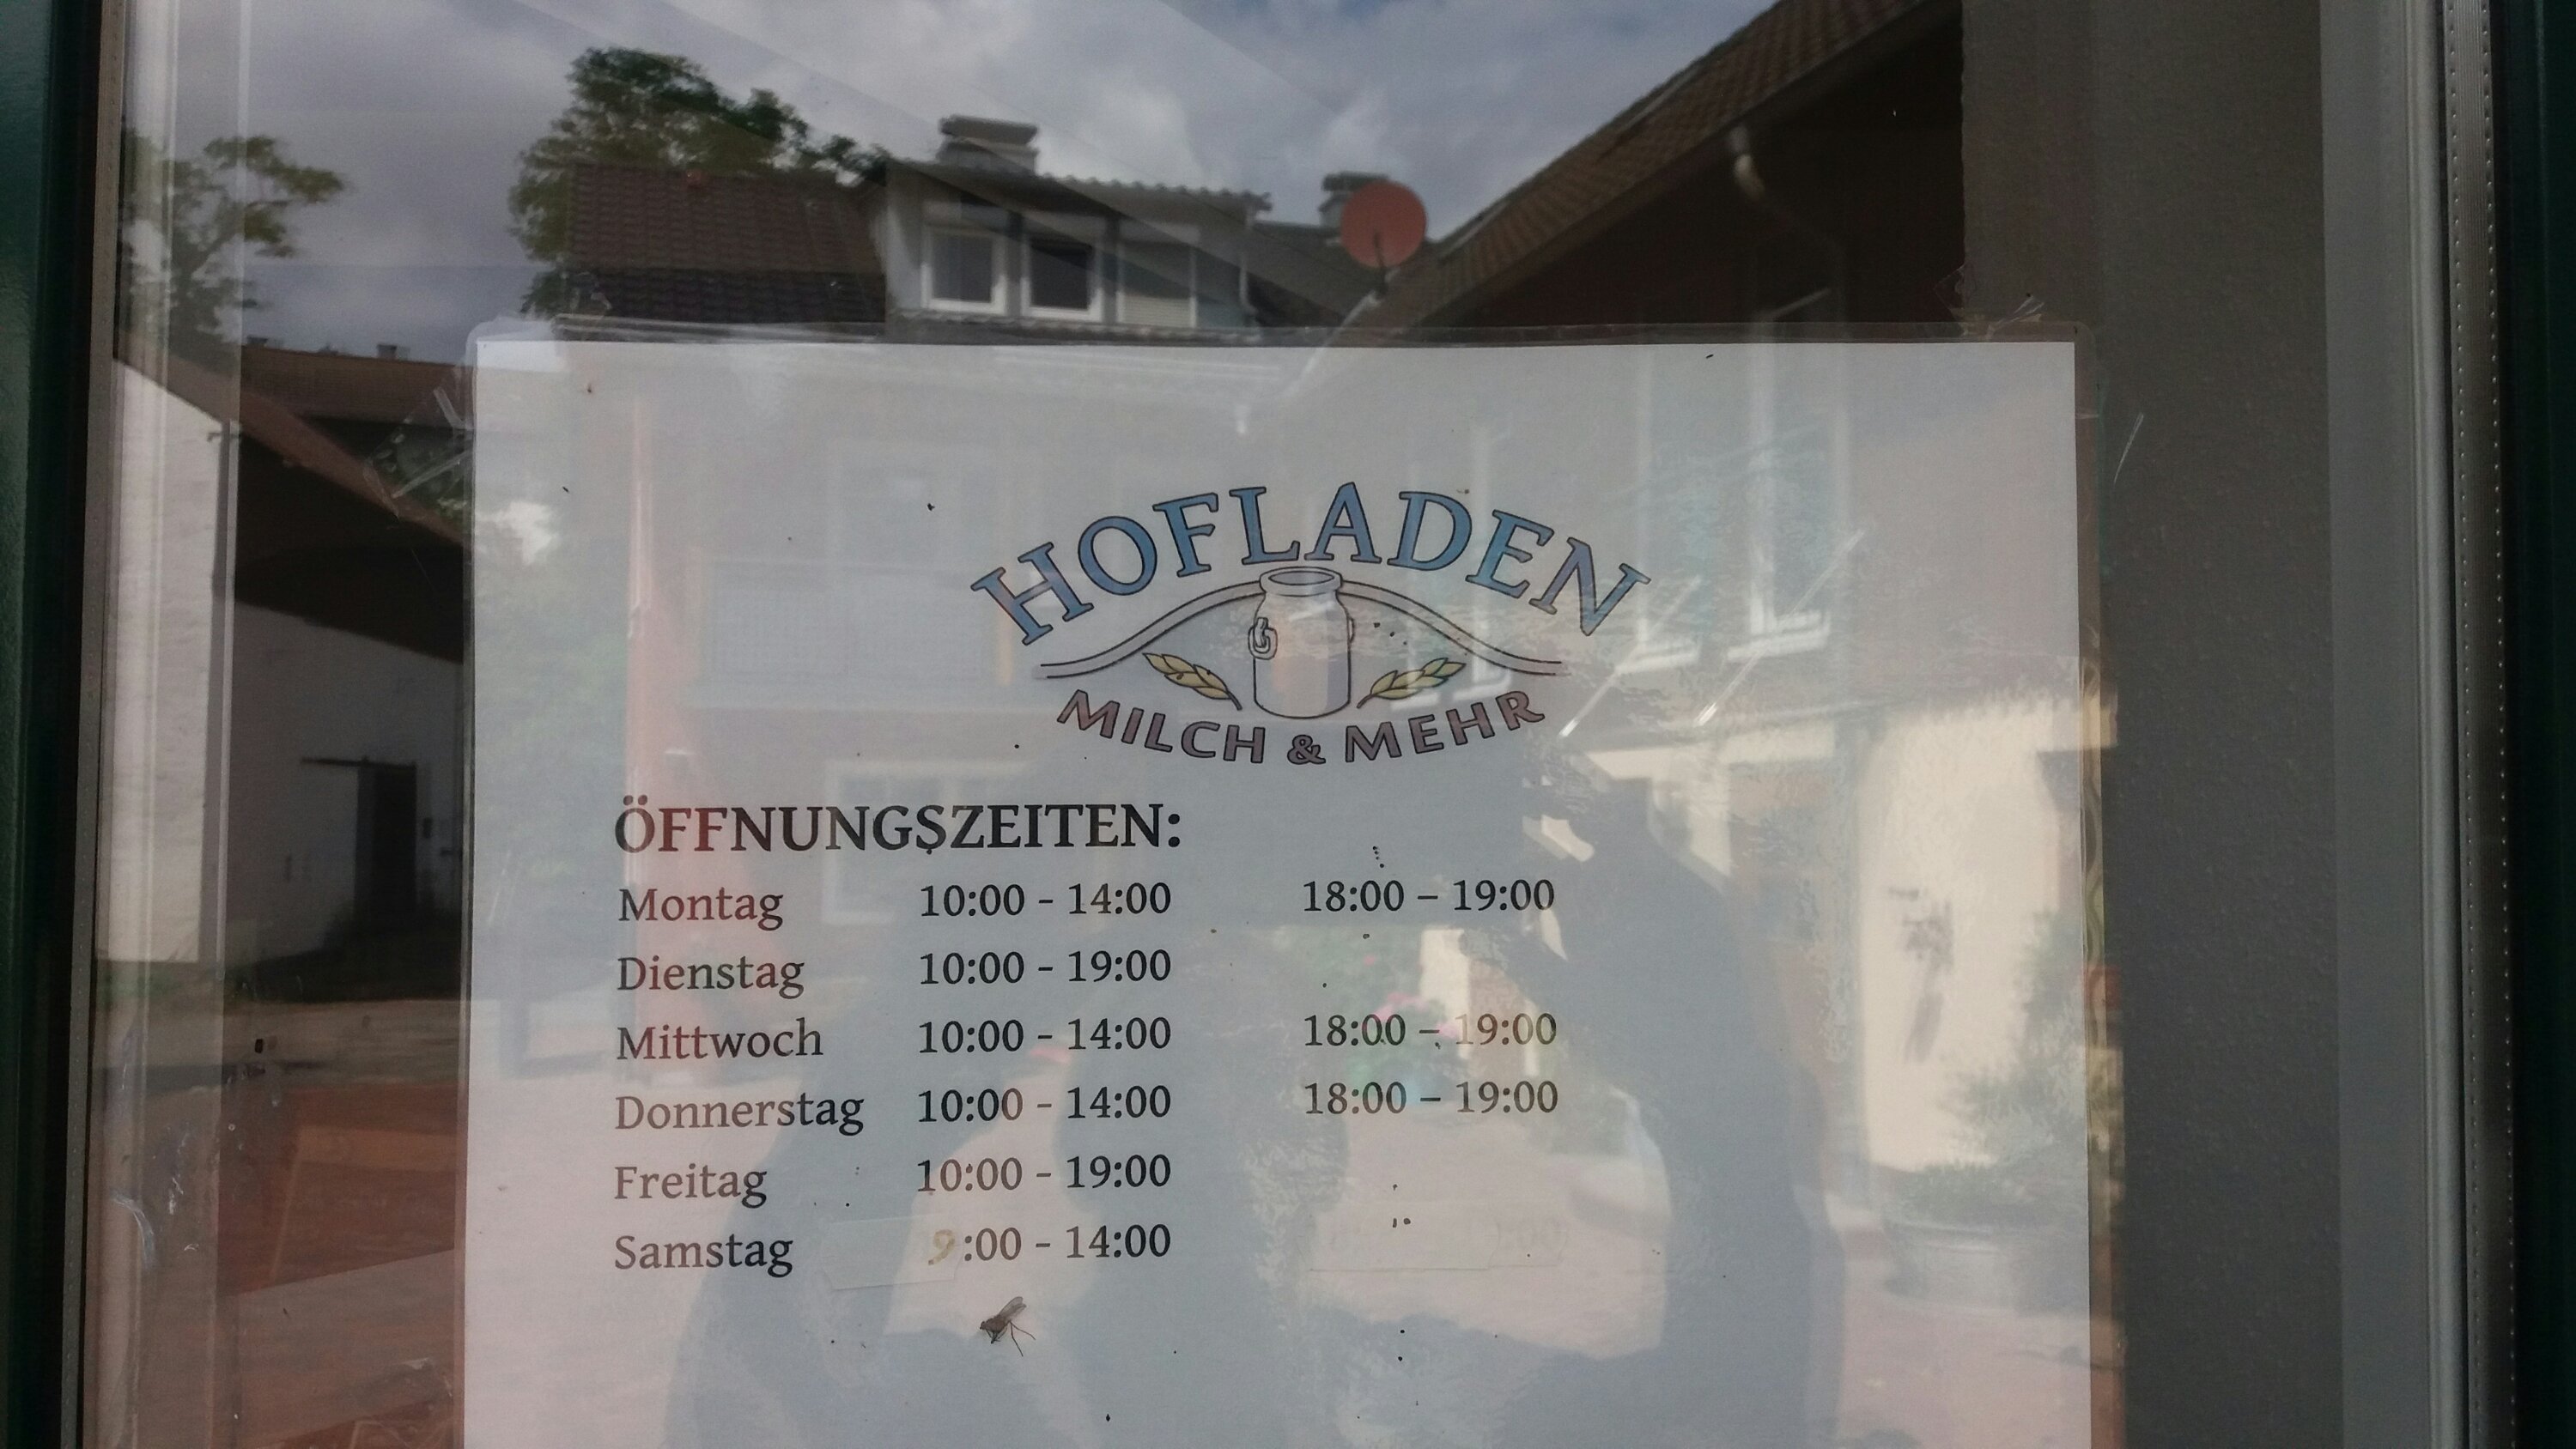 HOFLADEN
MILCH & MEHR
ÖFFNUNGSZEITEN:
Montag 10:00 - 14:00 18:00 – 19:00
Dienstag 10:00 - 19:00
Mittwoch 10:00 - 14:00 18:00 – 19:00
Donnerstag 10:00 - 14:00 18:00 – 19:00
Freitag 10:00 - 19:00
Samstag 9:00 - 14:00